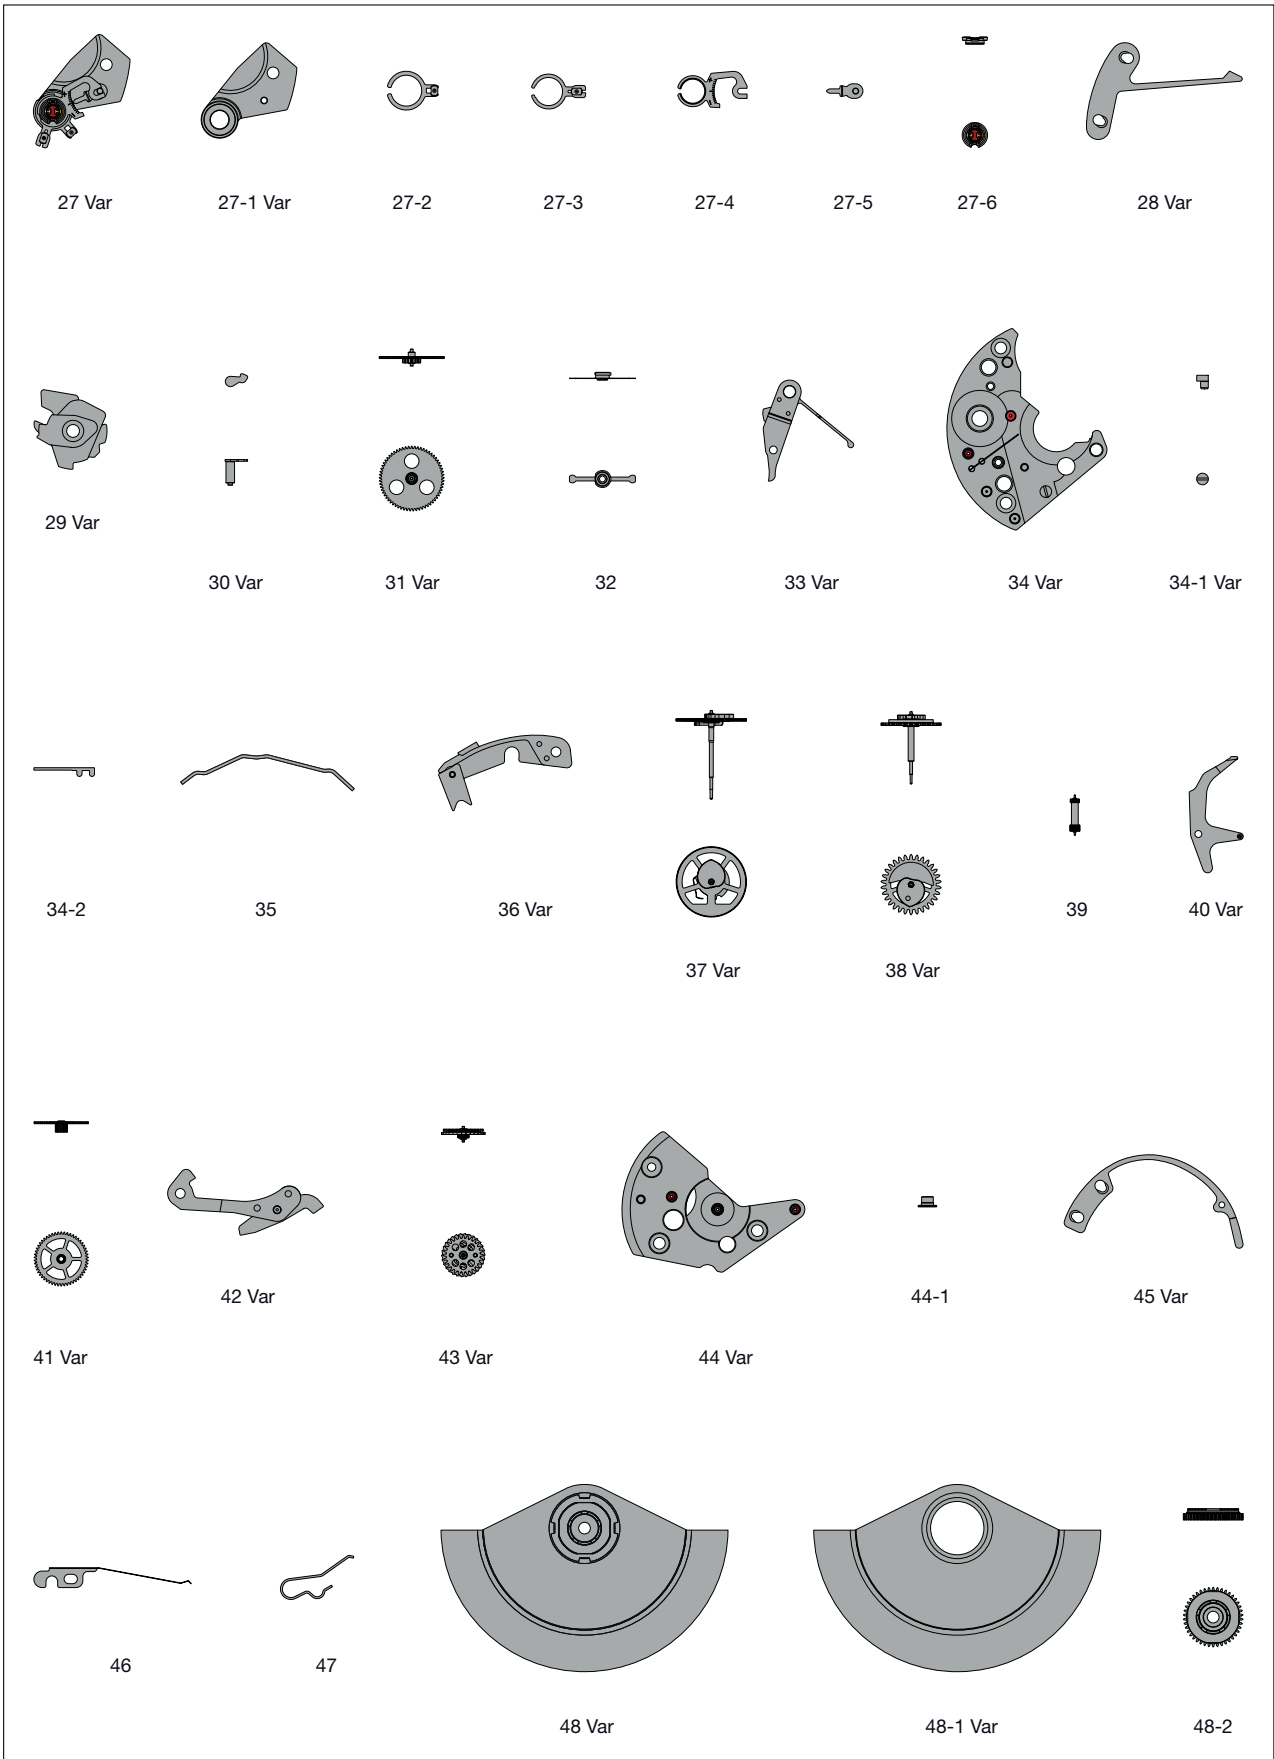 27 Var 27-1 Var 27-2 27-3 27-4 27-5 27-6 28 Var
29 Var
30 Var 31 Var 32 33 Var 34 Var 34-1 Var
34-2 35 36 Var 39 40 Var
37 Var 38 Var
42 Var 44-1 45 Var
41 Var 43 Var 44 Var
46 47
48 Var 48-1 Var 48-2